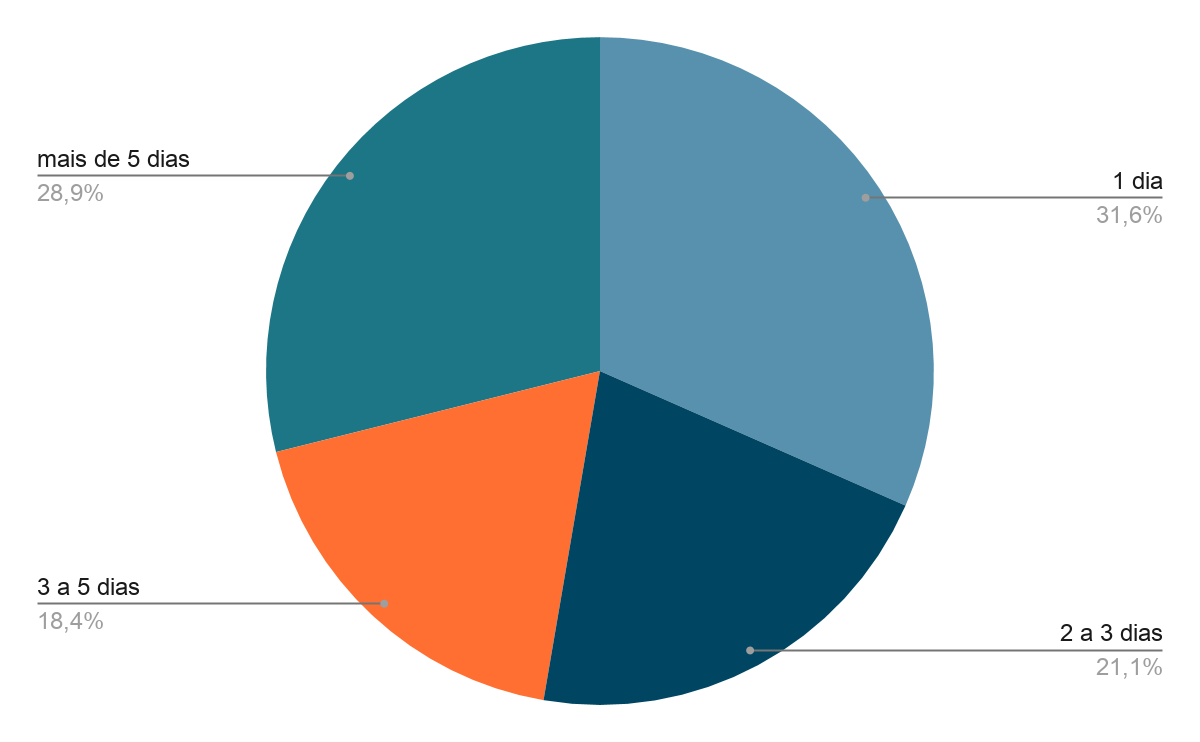 mais de 5 dias
28,9%
1 dia
31,6%
3 a 5 dias
18,4%
2 a 3 dias
21,1%